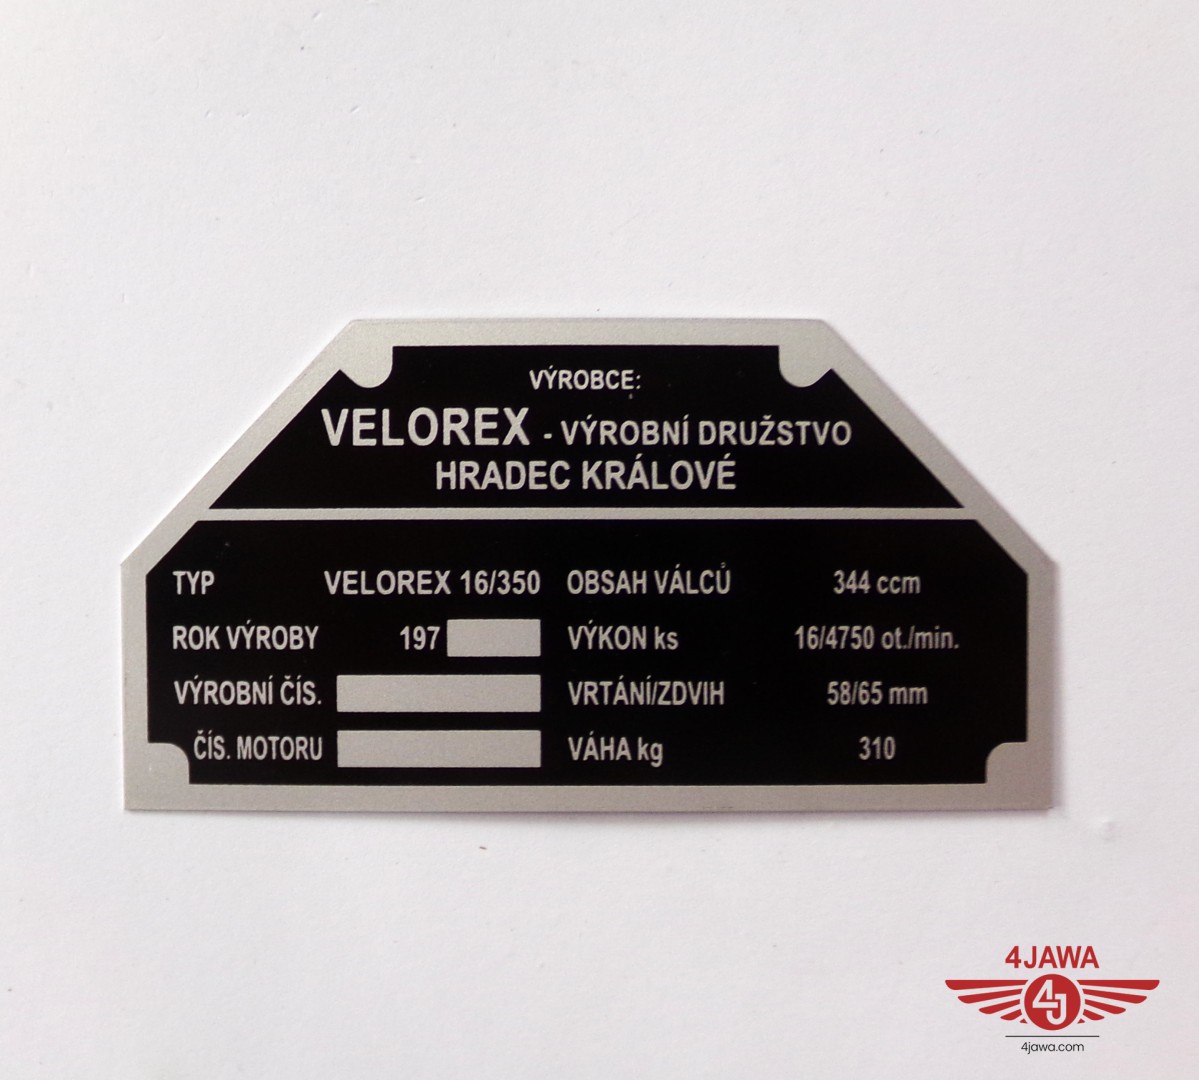 VÝROBCE:
VELOREX - VÝROBNÍ DRUŽSTVO
HRADEC KRÁLOVÉ
TYP VELOREX 16/350 OBSAH VÁLCŮ 344 ccm
ROK VÝROBY 197 VÝKON ks 16/4750 ot./min.
VÝROBNÍ ČÍS. VRTÁNÍ/ZDVIH 58/65 mm
ČÍS. MOTORU VÁHA kg 310
4JAWA
4J
4jawa.com